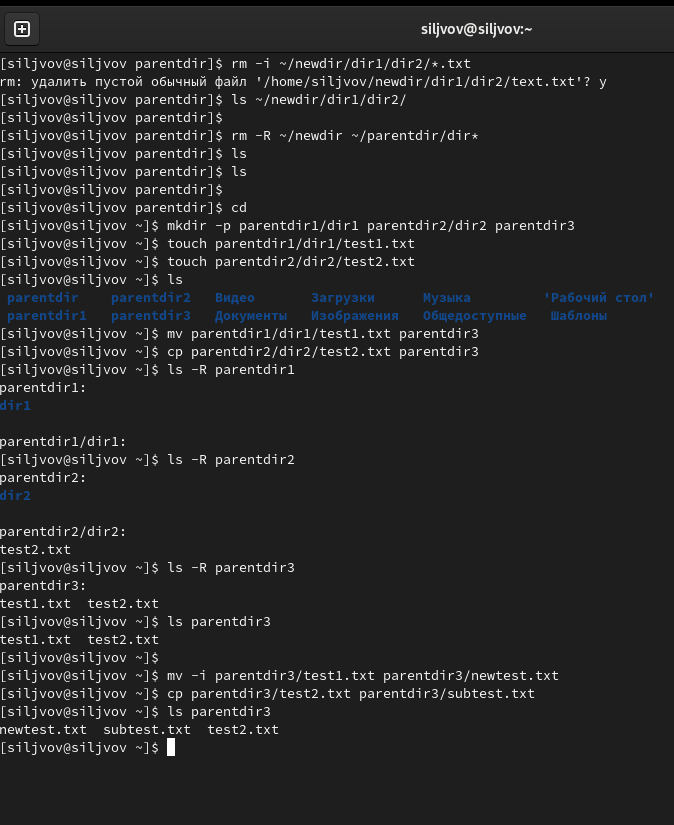 siljvov@siljvov:~
[siljvov@siljvov parentdir]$ rm -i ~/newdir/dir1/dir2/*.txt
rm: удалить пустой обычный файл '/home/siljvov/newdir/dir1/dir2/text.txt'? y
[siljvov@siljvov parentdir]$ ls ~/newdir/dir1/dir2/
[siljvov@siljvov parentdir]$
[siljvov@siljvov parentdir]$ rm -R ~/newdir ~/parentdir/dir*
[siljvov@siljvov parentdir]$ ls
[siljvov@siljvov parentdir]$ ls
[siljvov@siljvov parentdir]$
[siljvov@siljvov parentdir]$ cd
[siljvov@siljvov ~]$ mkdir -p parentdir1/dir1 parentdir2/dir2 parentdir3
[siljvov@siljvov ~]$ touch parentdir1/dir1/test1.txt
[siljvov@siljvov ~]$ touch parentdir2/dir2/test2.txt
[siljvov@siljvov ~]$ ls
parentdir parentdir2 Видео Загрузки Музыка 'Рабочий стол'
parentdir1 parentdir3 Документы Изображения Общедоступные Шаблоны
[siljvov@siljvov ~]$ mv parentdir1/dir1/test1.txt parentdir3
[siljvov@siljvov ~]$ cp parentdir2/dir2/test2.txt parentdir3
[siljvov@siljvov ~]$ ls -R parentdir1
parentdir1:
dir1
parentdir1/dir1:
[siljvov@siljvov ~]$ ls -R parentdir2
parentdir2:
dir2
parentdir2/dir2:
test2.txt
[siljvov@siljvov ~]$ ls -R parentdir3
parentdir3:
test1.txt test2.txt
[siljvov@siljvov ~]$ ls parentdir3
test1.txt test2.txt
[siljvov@siljvov ~]$
[siljvov@siljvov ~]$ mv -i parentdir3/test1.txt parentdir3/newtest.txt
[siljvov@siljvov ~]$ cp parentdir3/test2.txt parentdir3/subtest.txt
[siljvov@siljvov ~]$ ls parentdir3
newtest.txt subtest.txt test2.txt
[siljvov@siljvov ~]$